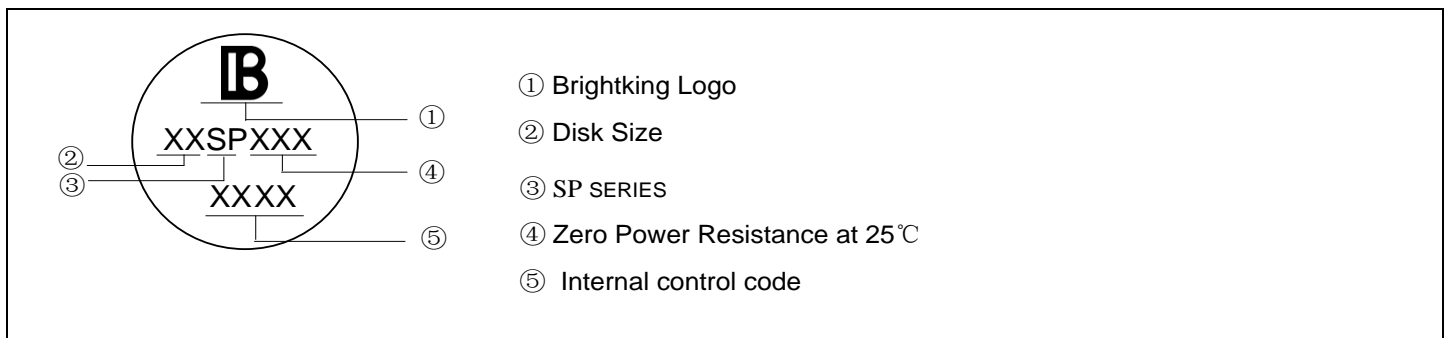 B
①
XXSPXXX
②
③
④
XXXX
⑤
① Brightking Logo
② Disk Size
③ SP SERIES
④ Zero Power Resistance at 25℃
⑤ Internal control code